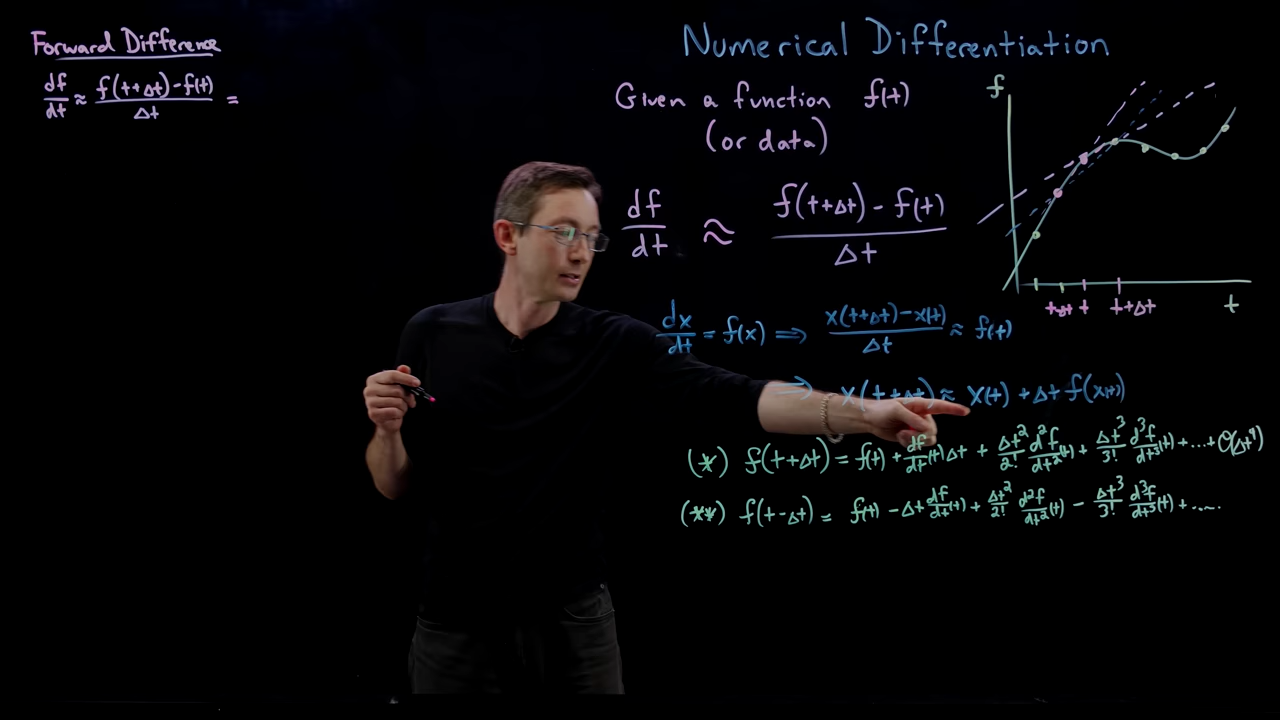 Forward Difference
df/dt ≈ (f(t+Δt) - f(t))/Δt =
Numerical Differentiation
Given a function f(t)
(or data)
f
df/dt ≈ (f(t+Δt) - f(t))/Δt
t-Δt t t+Δt t
dx/dt = f(x) ⇒ (x(t+Δt) - x(t))/Δt ≈ f(t)
⇒ x(t+Δt) ≈ x(t) + Δt f(x(t))
(*) f(t+Δt) = f(t) + df/dt(t)Δt + Δt²/2! d²f/dt²(t) + Δt³/3! d³f/dt³(t) + ... + O(Δt⁴)
(**) f(t-Δt) = f(t) - Δt df/dt(t) + Δt²/2! d²f/dt²(t) - Δt³/3! d³f/dt³(t) + ....